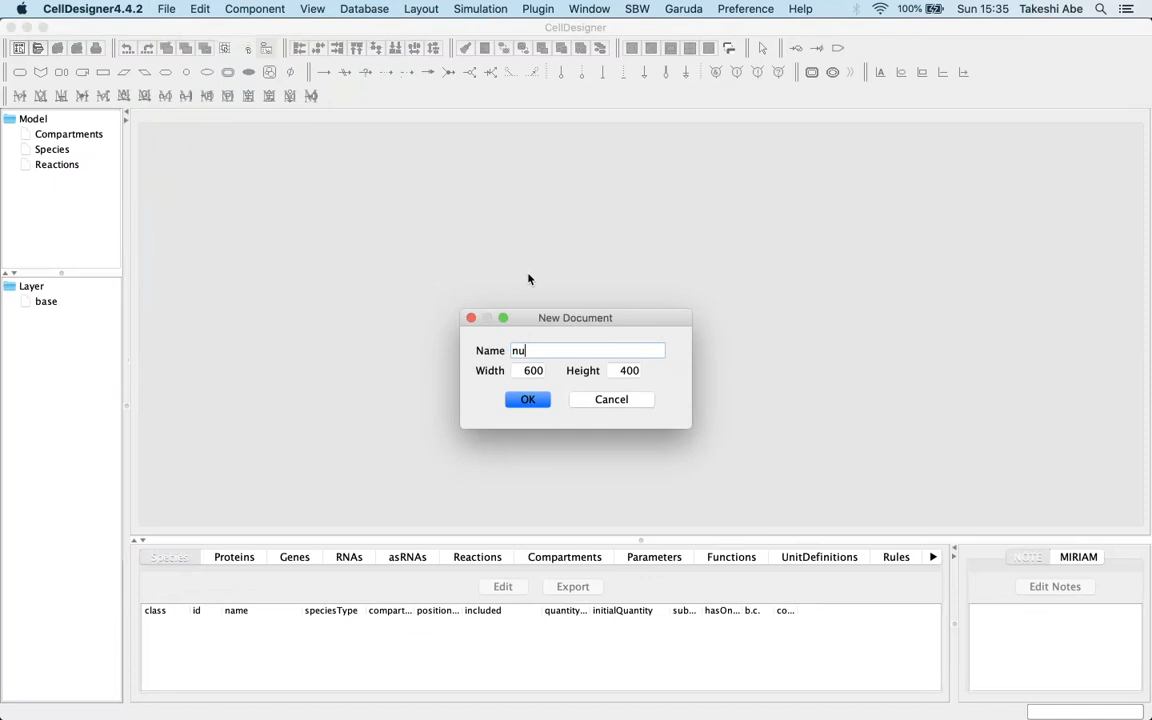 CellDesigner4.4.2 File Edit Component View Database Layout Simulation Plugin Window SBW Garuda Preference Help 100% Sun 15:35 Takeshi Abe
CellDesigner
Model
Compartments
Species
Reactions
Layer
base
New Document
Name nu
Width 600 Height 400
OK Cancel
Species Proteins Genes RNAs asRNAs Reactions Compartments Parameters Functions UnitDefinitions Rules
NOTE MIRIAM
Edit Export
Edit Notes
class id name speciesType compart... position... included quantity... initialQuantity sub... hasOn... b.c. co...